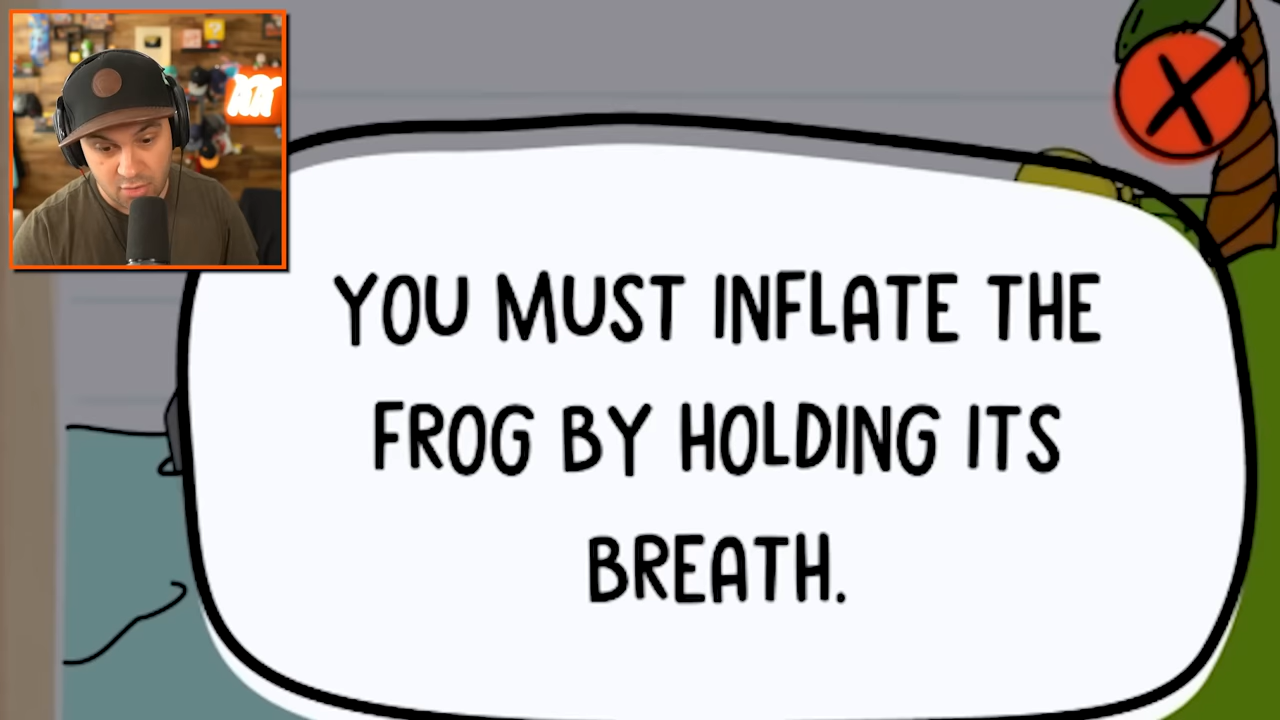 YOU MUST INFLATE THE
FROG BY HOLDING ITS
BREATH.